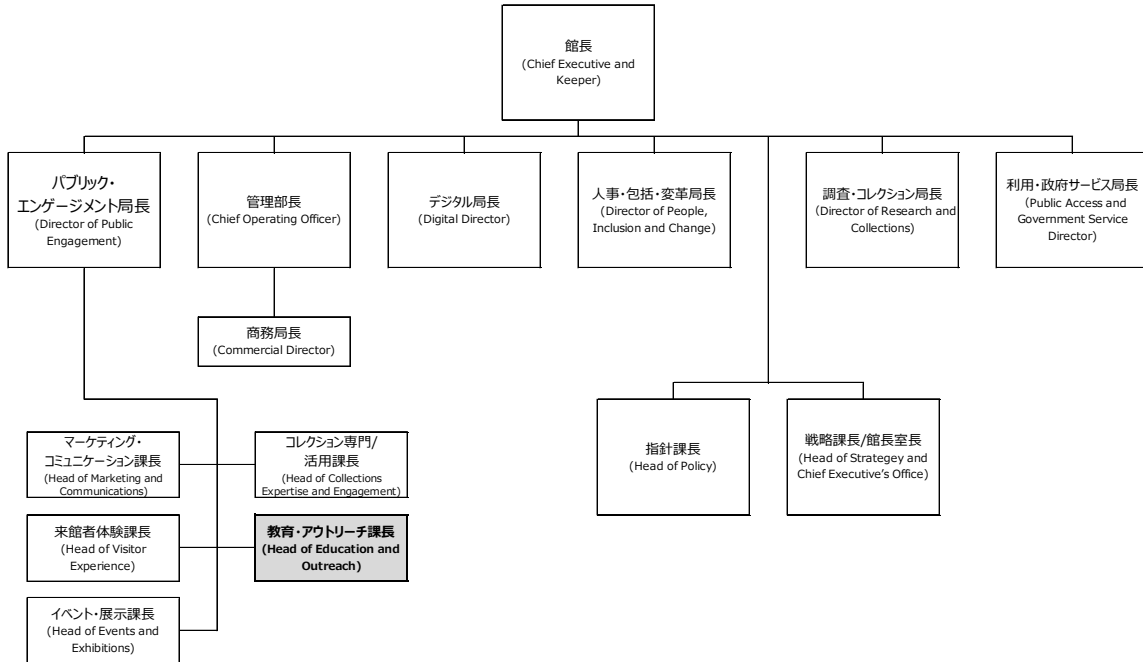 館長
(Chief Executive and
Keeper)
パブリック・
エンゲージメント局長
(Director of Public
Engagement)
管理部長
(Chief Operating Officer)
デジタル局長
(Digital Director)
人事・包括・変革局長
(Director of People,
Inclusion and Change)
調査・コレクション局長
(Director of Research and
Collections)
利用・政府サービス局長
(Public Access and
Government Service
Director)
商務局長
(Commercial Director)
指針課長
(Head of Policy)
戦略課長/館長室長
(Head of Strategey and
Chief Executive’s Office)
マーケティング・
コミュニケーション課長
(Head of Marketing and
Communications)
コレクション専門/
活用課長
(Head of Collections
Expertise and Engagement)
来館者体験課長
(Head of Visitor
Experience)
教育・アウトリーチ課長
(Head of Education and
Outreach)
イベント・展示課長
(Head of Events and
Exhibitions)